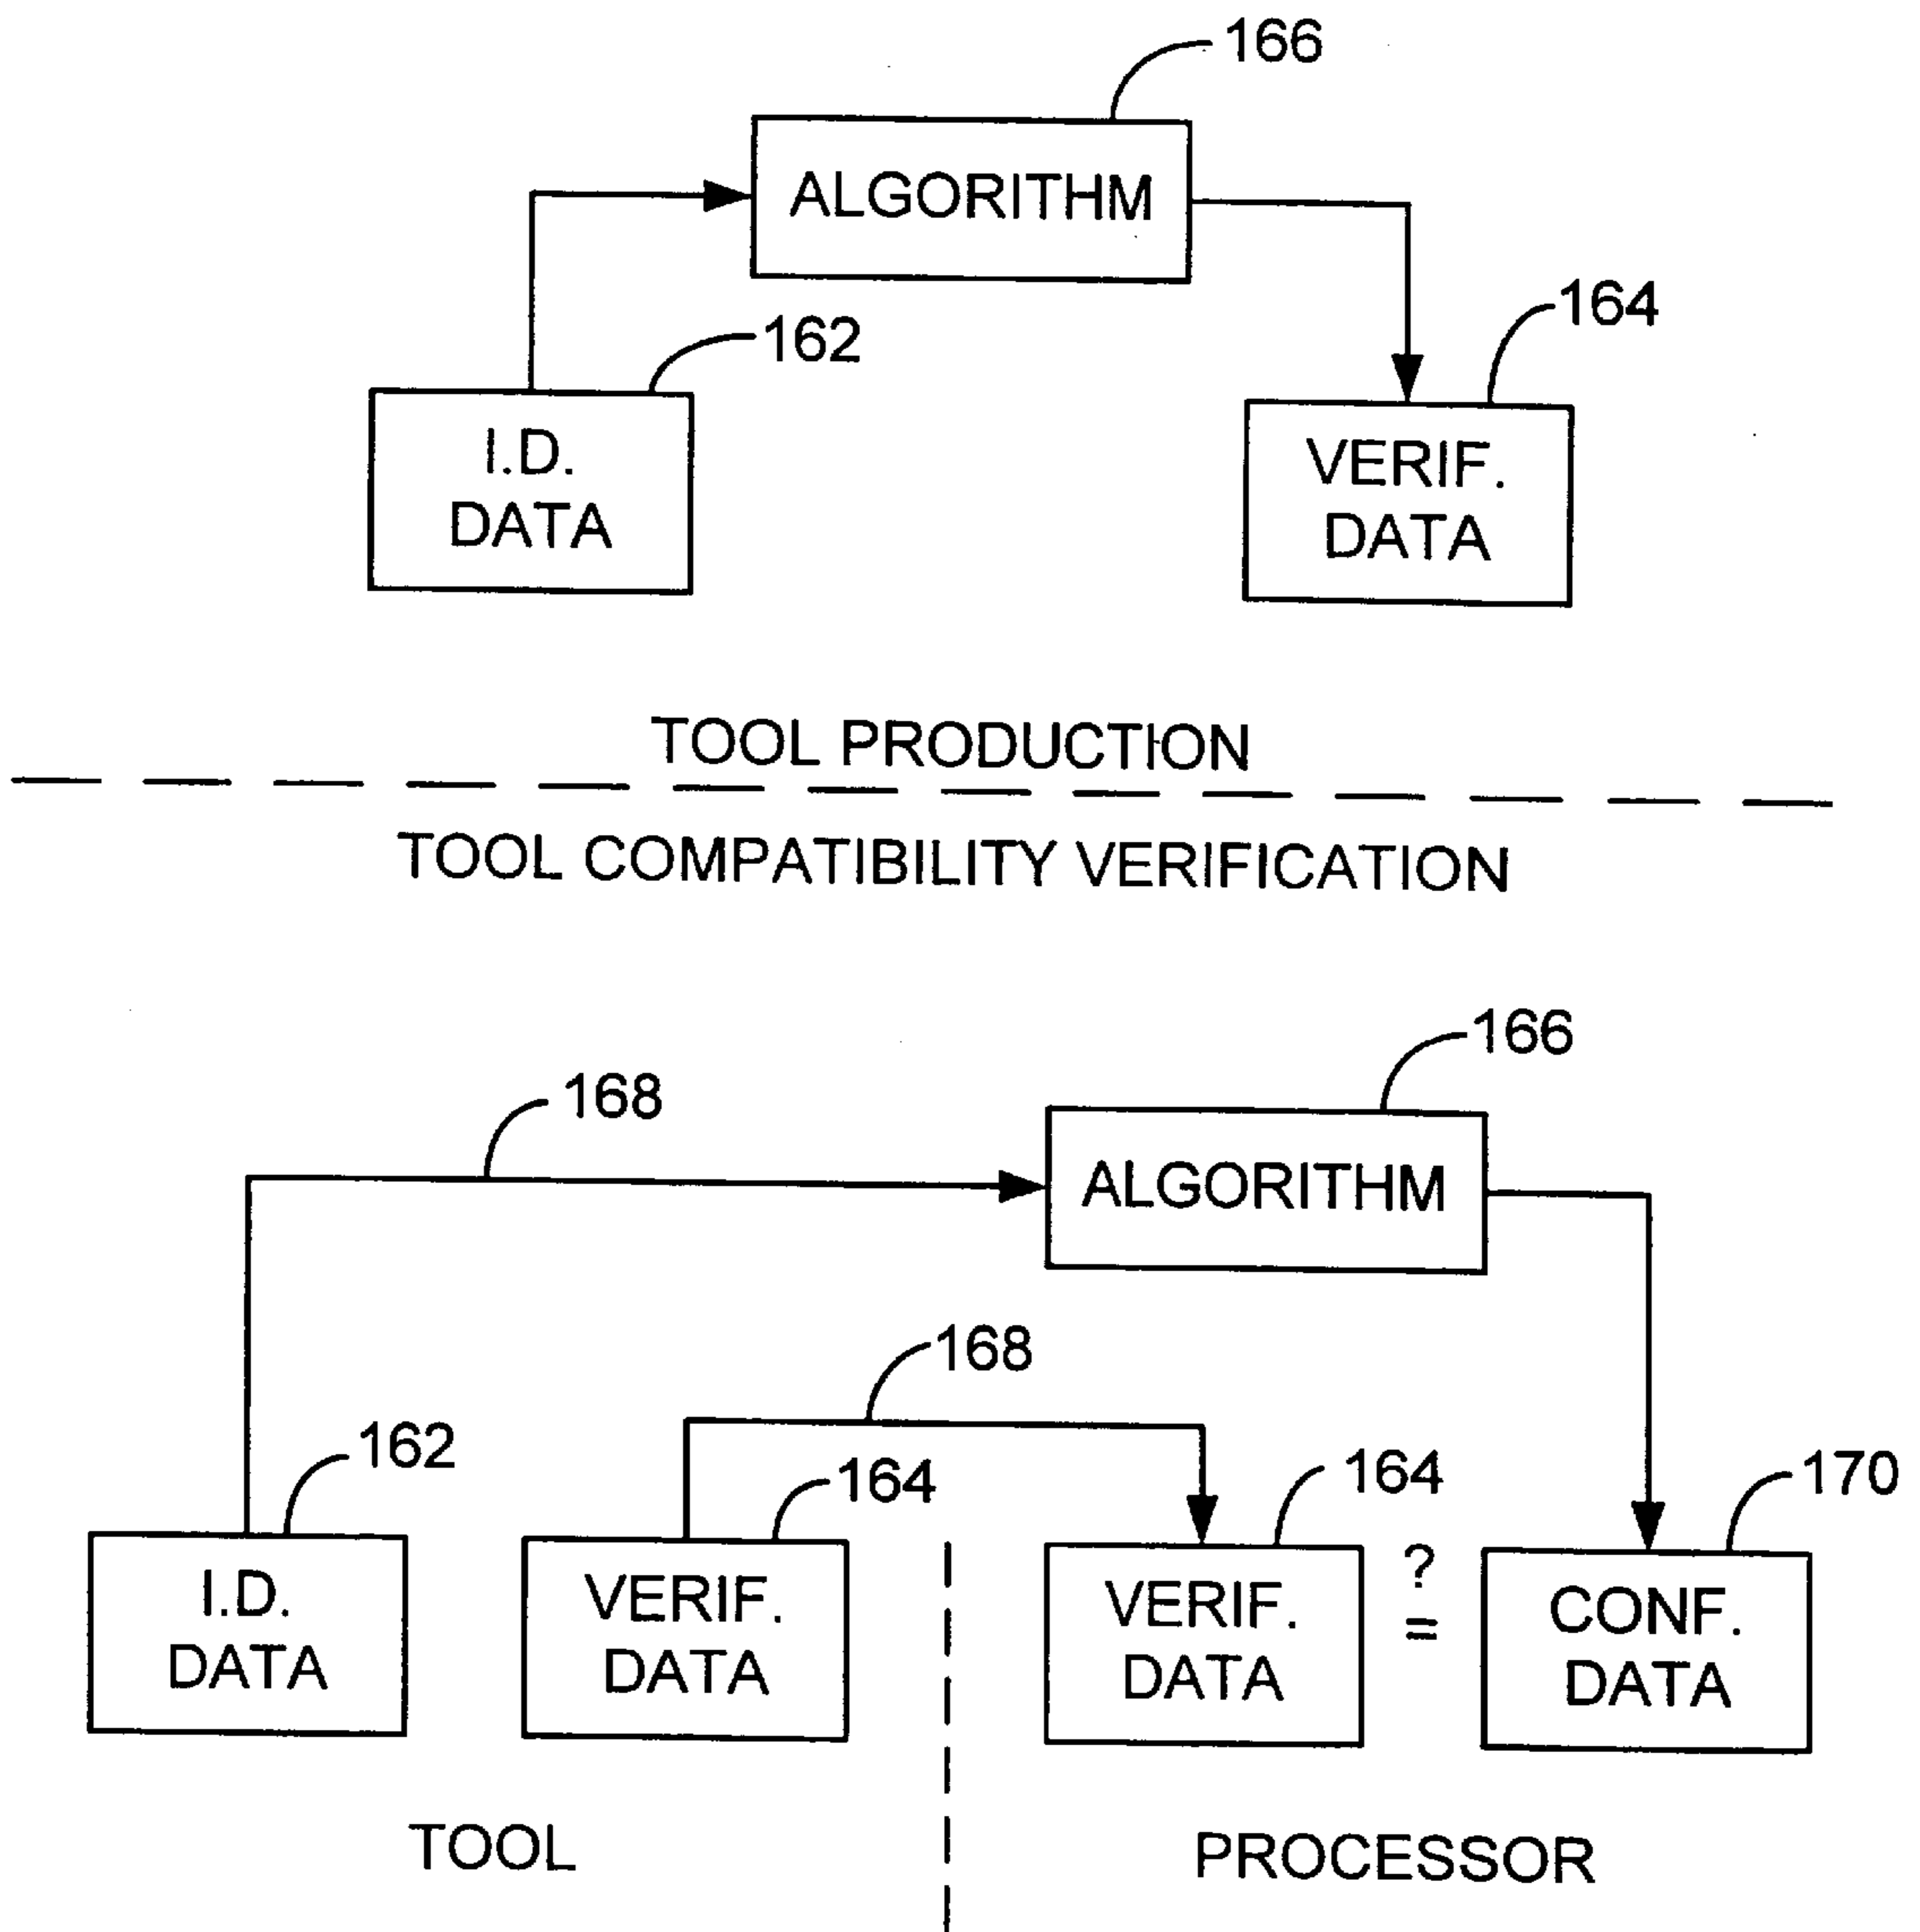 166
ALGORITHM
164
162
I.D.
DATA
VERIF.
DATA
TOOL PRODUCTION
TOOL COMPATIBILITY VERIFICATION
166
168
ALGORITHM
168
162
164
164
170
I.D.
DATA
VERIF.
DATA
VERIF.
DATA
?
=
CONF.
DATA
TOOL
PROCESSOR